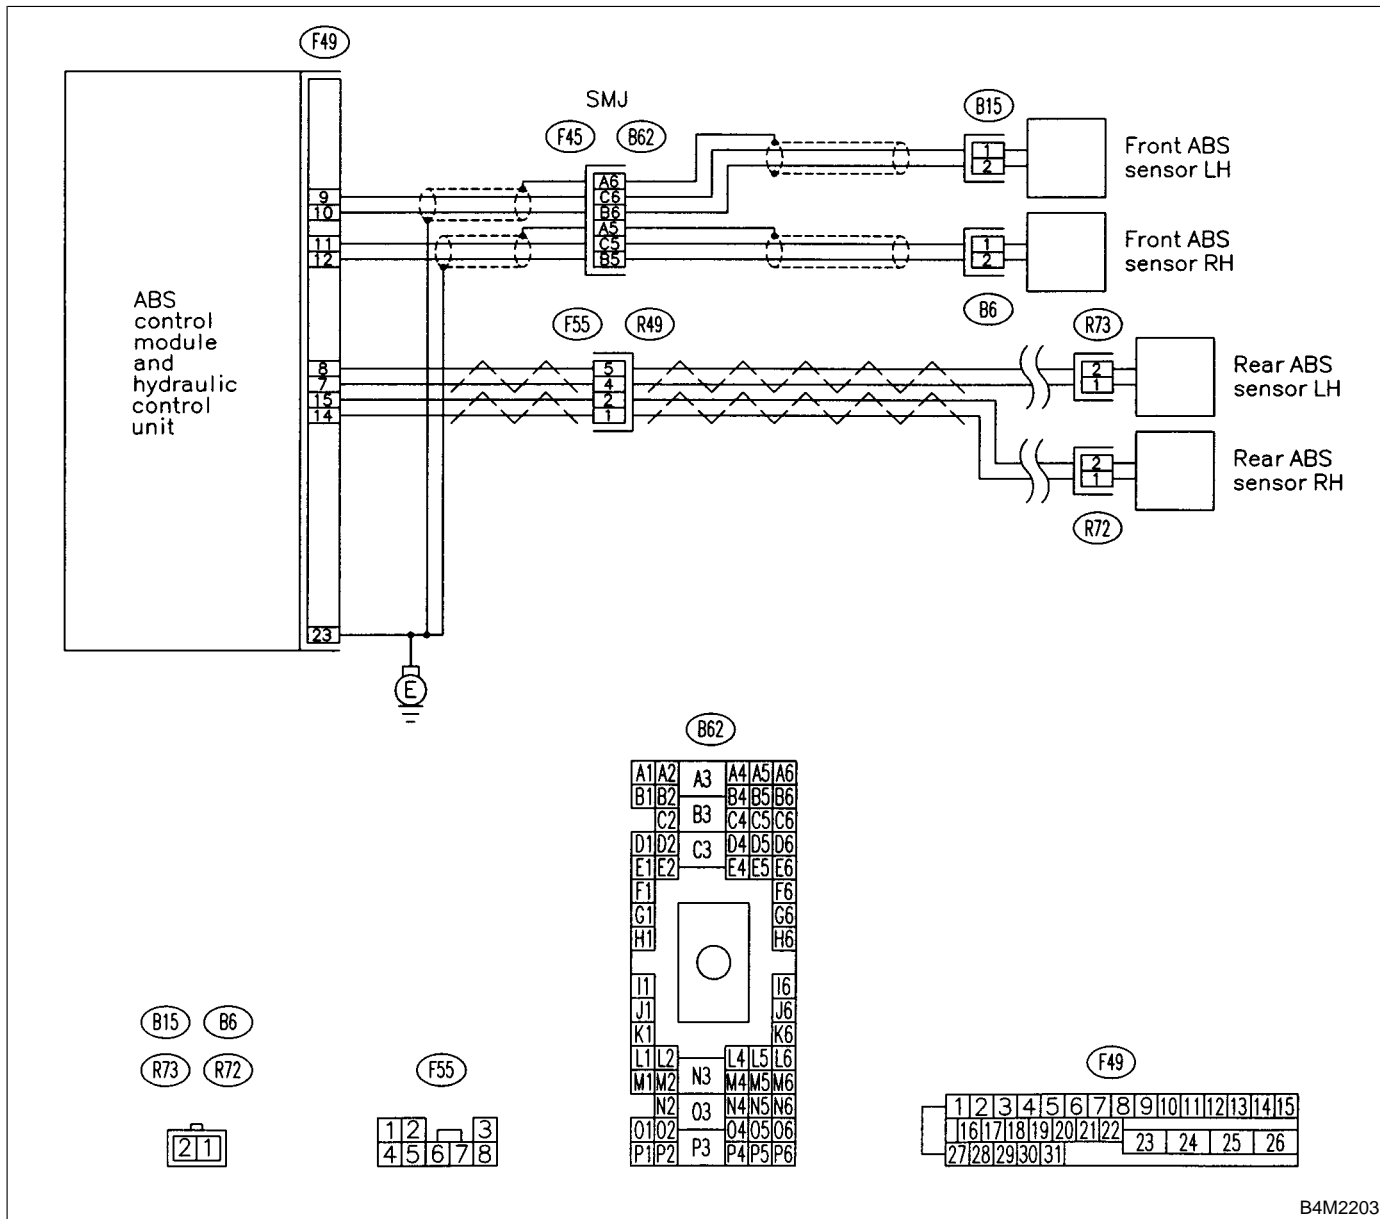 F49
SMJ
F45 B62
B15
A6
C6
B6
A5
C5
B5
1
2
Front ABS
sensor LH
9
10
11
12
1
2
Front ABS
sensor RH
B6
ABS
control
module
and
hydraulic
control
unit
F55 R49
R73
8
7
15
14
5
4
2
1
2
1
Rear ABS
sensor LH
2
1
Rear ABS
sensor RH
R72
23
E
B62
A1 A2 A3 A4 A5 A6
B1 B2 B3 B4 B5 B6
C2 C4 C5 C6
D1 D2 C3 D4 D5 D6
E1 E2 E4 E5 E6
F1 F6
G1 G6
H1 H6
I1 I6
J1 J6
K1 K6
L1 L2 L4 L5 L6
M1 M2 N3 M4 M5 M6
N2 O3 N4 N5 N6
O1 O2 O4 O5 O6
P1 P2 P3 P4 P5 P6
B15 B6
R73 R72
2 1
F55
1 2 3
4 5 6 7 8
F49
1 2 3 4 5 6 7 8 9 10 11 12 13 14 15
16 17 18 19 20 21 22
23 24 25 26
27 28 29 30 31
B4M2203